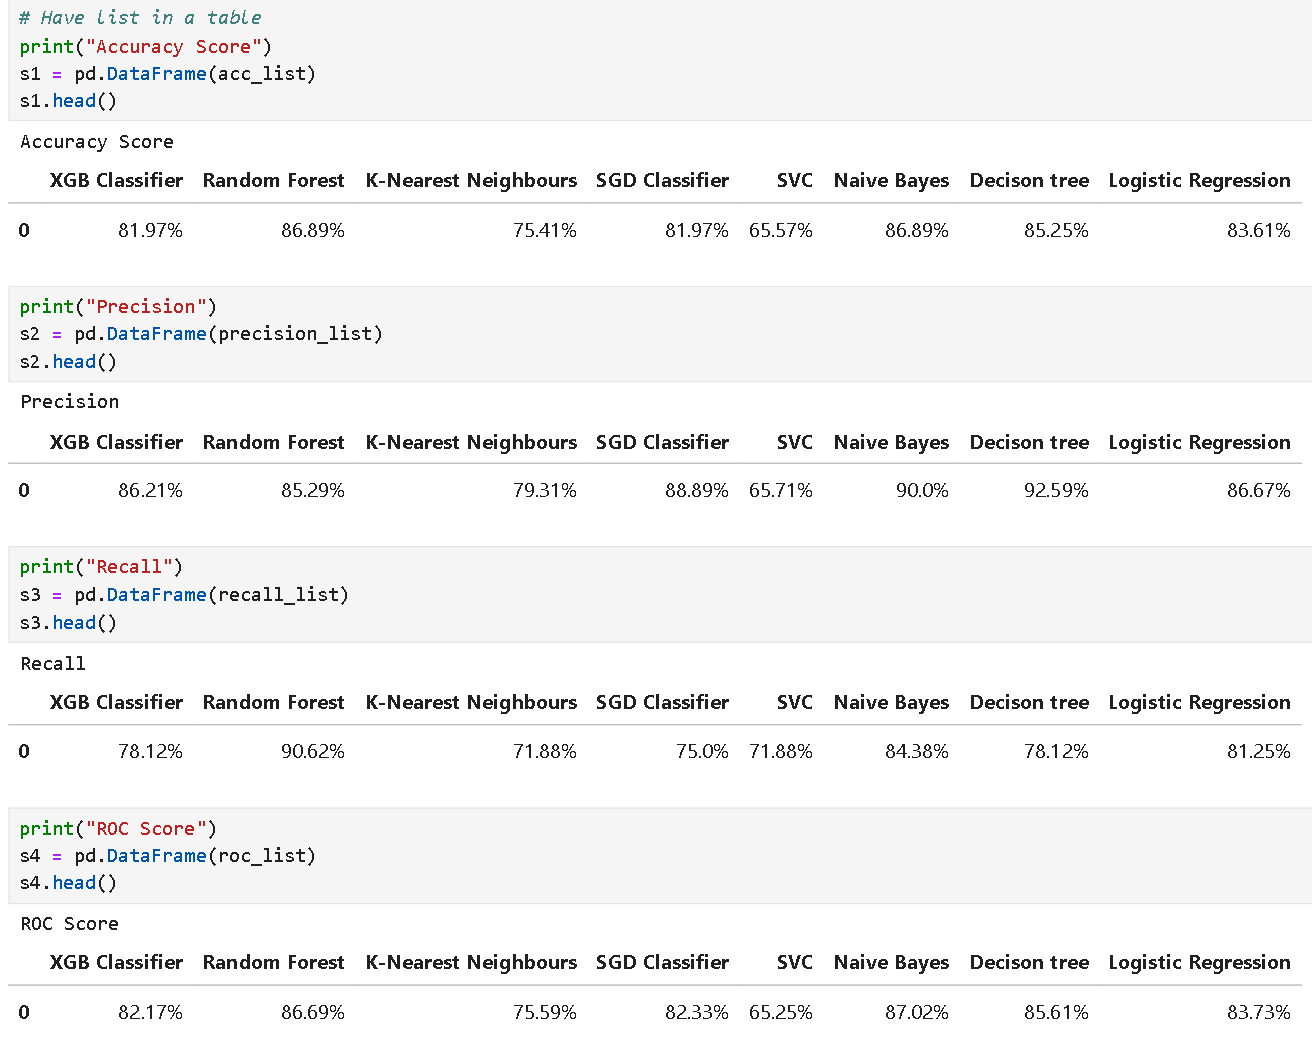 # Have list in a table
print("Accuracy Score")
s1 = pd.DataFrame(acc_list)
s1.head()
Accuracy Score
XGB Classifier Random Forest K-Nearest Neighbours SGD Classifier SVC Naive Bayes Decison tree Logistic Regression
0 81.97% 86.89% 75.41% 81.97% 65.57% 86.89% 85.25% 83.61%
print("Precision")
s2 = pd.DataFrame(precision_list)
s2.head()
Precision
XGB Classifier Random Forest K-Nearest Neighbours SGD Classifier SVC Naive Bayes Decison tree Logistic Regression
0 86.21% 85.29% 79.31% 88.89% 65.71% 90.0% 92.59% 86.67%
print("Recall")
s3 = pd.DataFrame(recall_list)
s3.head()
Recall
XGB Classifier Random Forest K-Nearest Neighbours SGD Classifier SVC Naive Bayes Decison tree Logistic Regression
0 78.12% 90.62% 71.88% 75.0% 71.88% 84.38% 78.12% 81.25%
print("ROC Score")
s4 = pd.DataFrame(roc_list)
s4.head()
ROC Score
XGB Classifier Random Forest K-Nearest Neighbours SGD Classifier SVC Naive Bayes Decison tree Logistic Regression
0 82.17% 86.69% 75.59% 82.33% 65.25% 87.02% 85.61% 83.73%